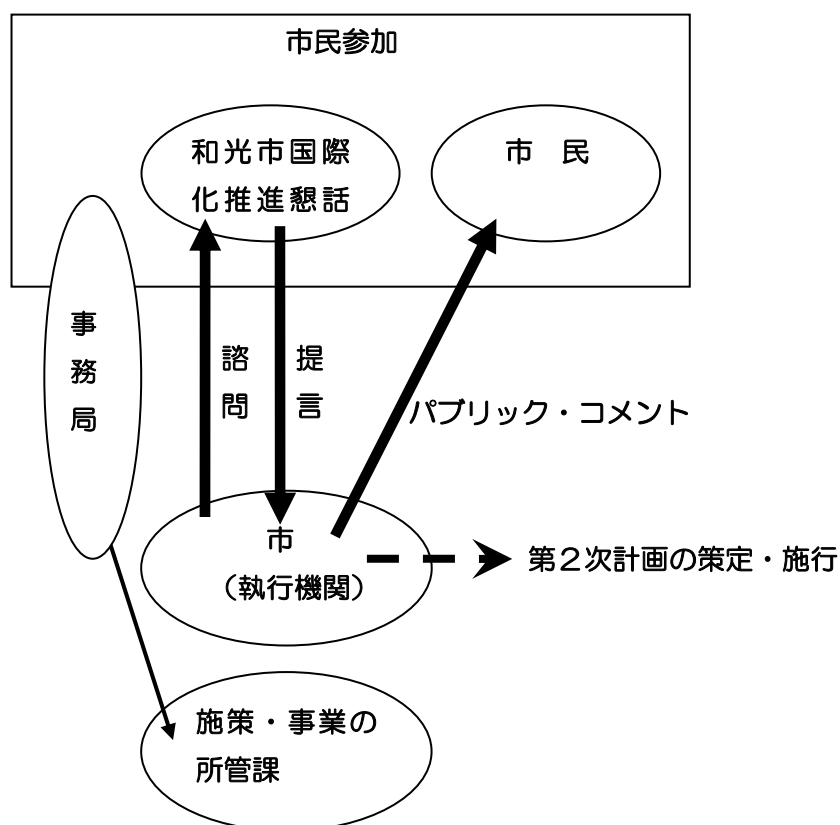 市民参加
和光市国際
化推進懇話
市　民
事
務
局
諮
問
提
言
パブリック・コメント
市
（執行機関）
第２次計画の策定・施行
施策・事業の
所管課